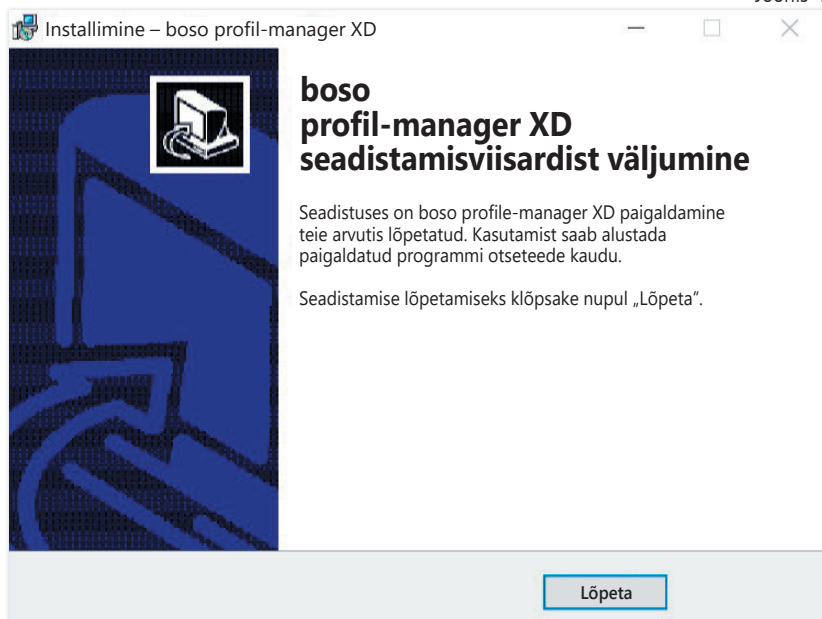 Installimine – boso profil-manager XD
boso
profil-manager XD
seadistamisviisardist väljumine
Seadistuses on boso profile-manager XD paigaldamine
teie arvutis lõpetatud. Kasutamist saab alustada
paigaldatud programmi otseteede kaudu.
Seadistamise lõpetamiseks klõpsake nupul „Lõpeta“.
Lõpeta